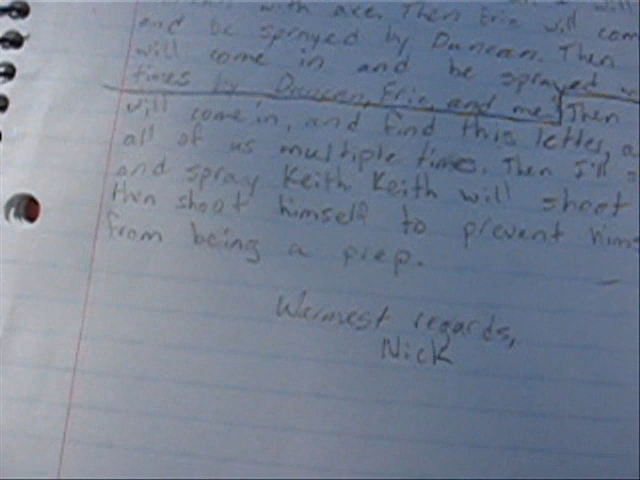 with axe. Then Eric will com
and be sprayed by Duncan. Then
will come in and be sprayed
times by Duncan, Eric, and me. Then
will come in, and find this letter, a
all of us multiple times. Then I'll s
and spray Keith Keith will shoot
then shoot himself to prevent hims
from being a prep.
Warmest regards,
Nick